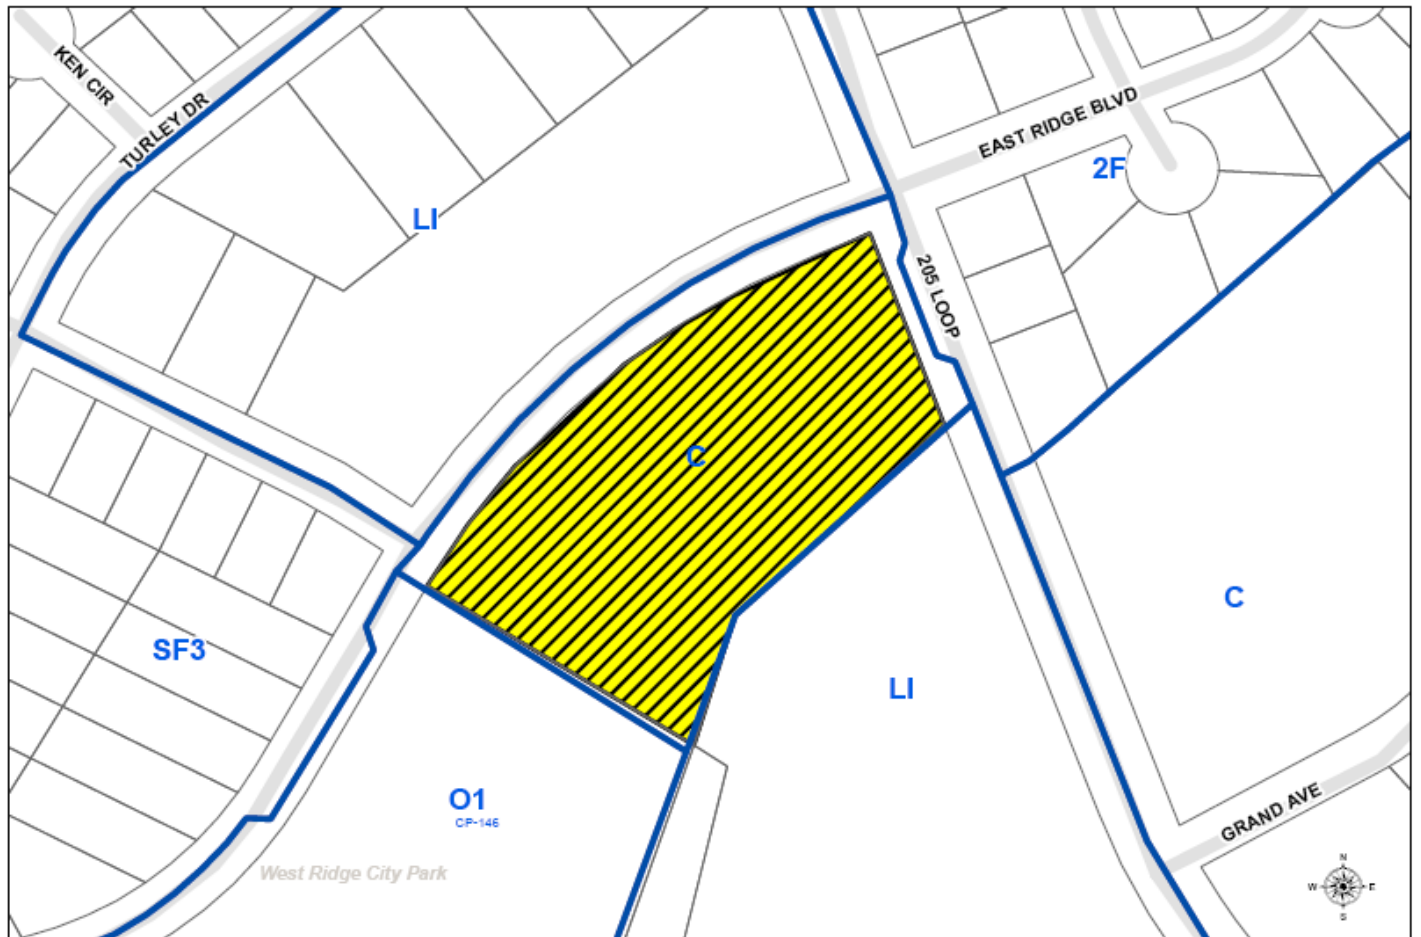 KEN CIR
TURLEY DR
EAST RIDGE BLVD
2F
LI
205 LOOP
C
C
SF3
LI
O1
CP-146
GRAND AVE
West Ridge City Park
N
W
E
S